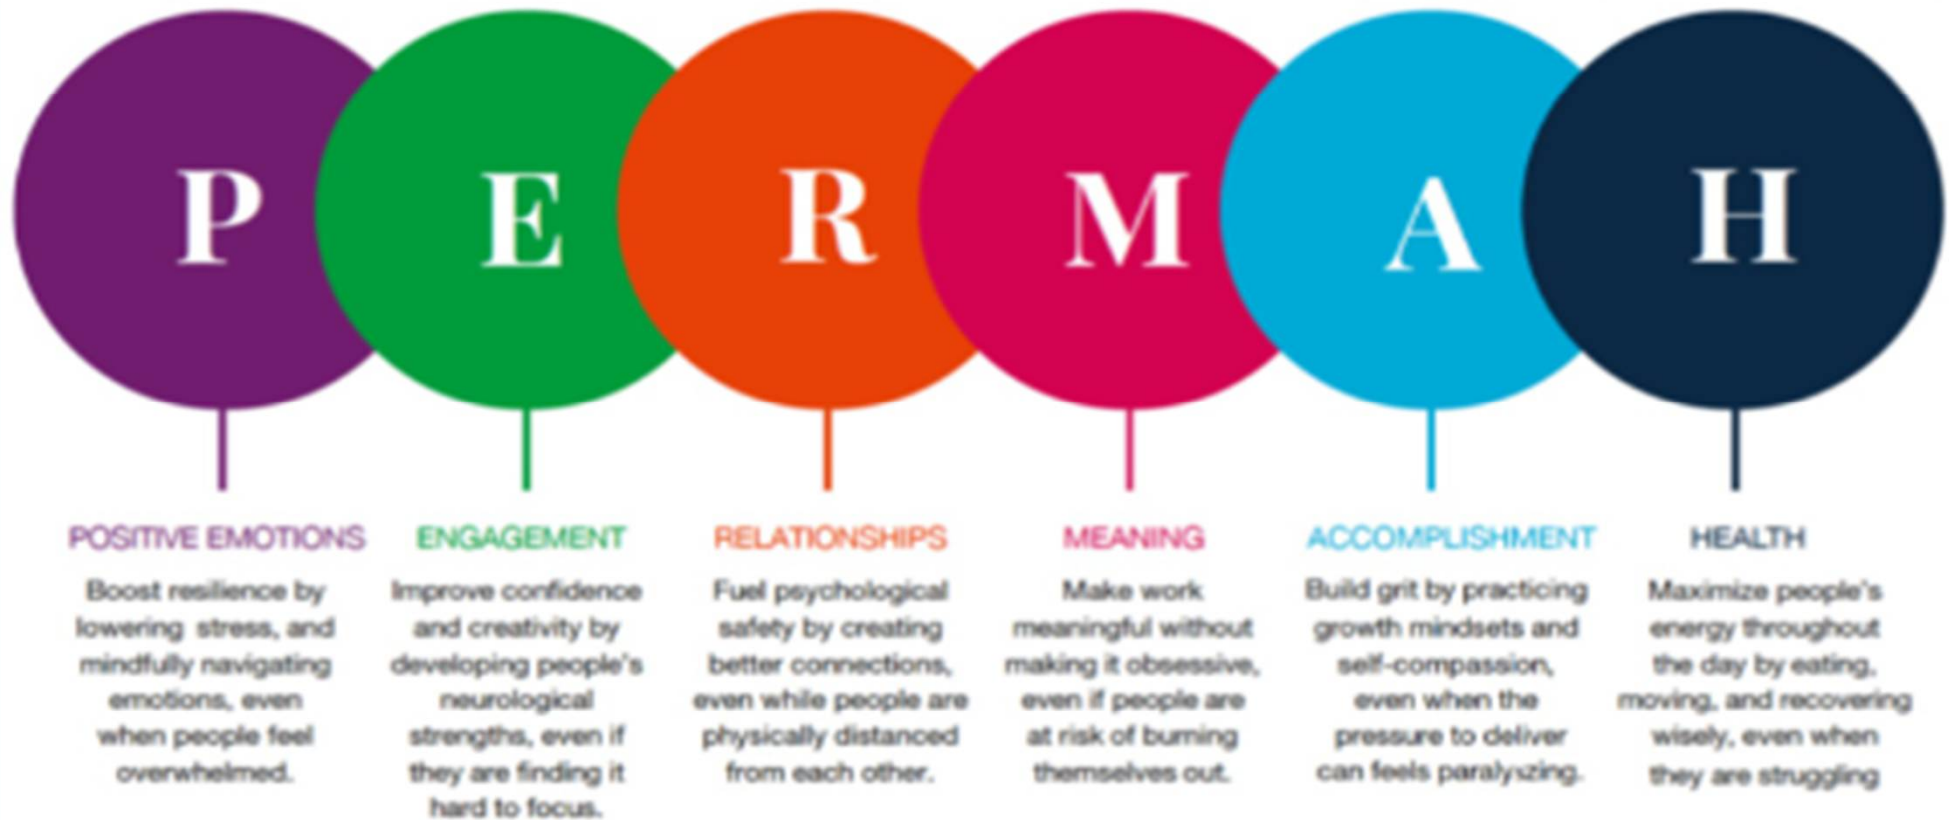 P
E
R
M
A
H
POSITIVE EMOTIONS
Boost resilience by
lowering stress, and
mindfully navigating
emotions, even
when people feel
overwhelmed.
ENGAGEMENT
Improve confidence
and creativity by
developing people's
neurological
strengths, even if
they are finding it
hard to focus.
RELATIONSHIPS
Fuel psychological
safety by creating
better connections,
even while people are
physically distanced
from each other.
MEANING
Make work
meaningful without
making it obsessive,
even if people are
at risk of burning
themselves out.
ACCOMPLISHMENT
Build grit by practicing
growth mindsets and
self-compassion,
even when the
pressure to deliver
can feels paralyzing.
HEALTH
Maximize people's
energy throughout
the day by eating,
moving, and recovering
wisely, even when
they are struggling